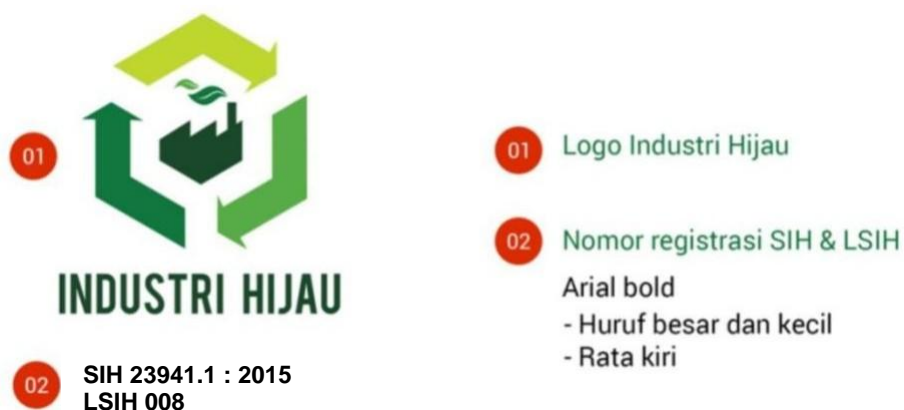 01
INDUSTRI HIJAU
02
SIH 23941.1 : 2015
LSIH 008
01
Logo Industri Hijau
02
Nomor registrasi SIH & LSIH
Arial bold
- Huruf besar dan kecil
- Rata kiri